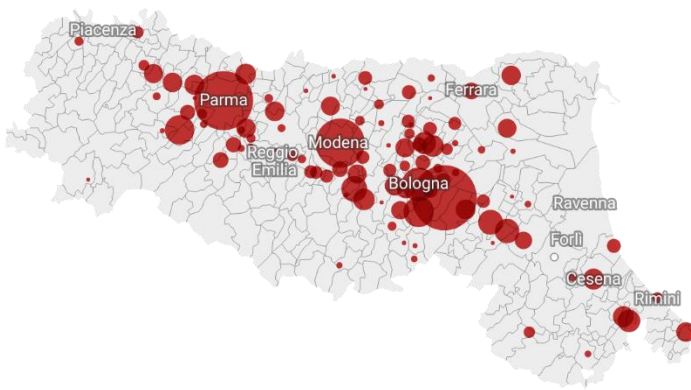 Piacenza
Parma
Ferrara
Modena
Reggio
Emilia
Bologna
Ravenna
Forlì
Cesena
Rimini